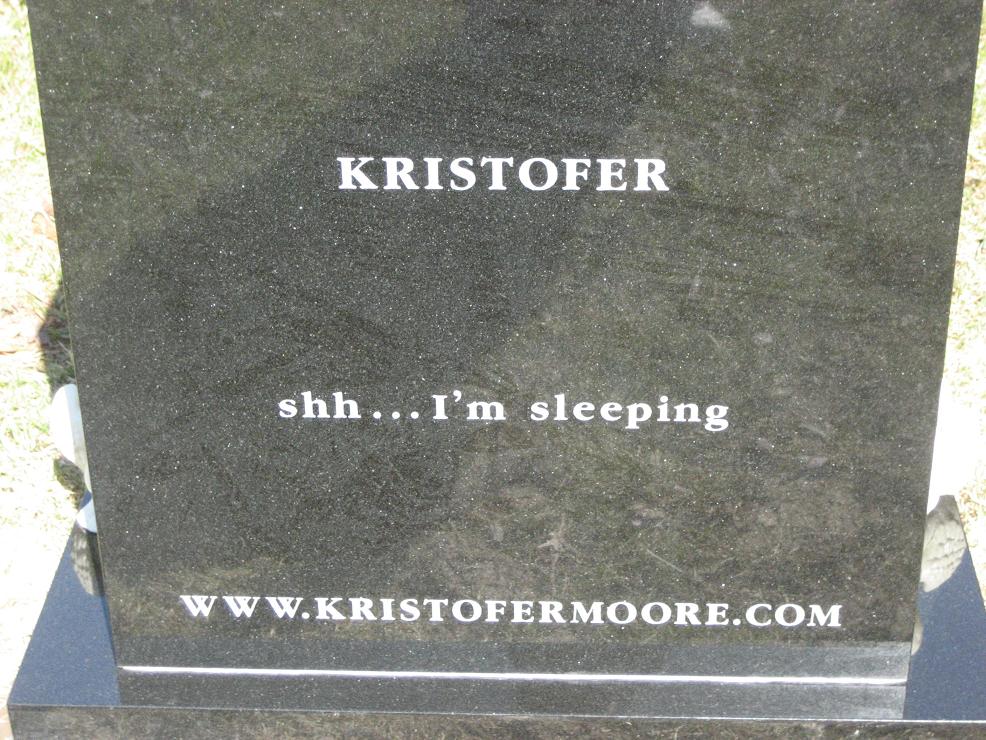 KRISTOFER
shh...I'm sleeping
WWW.KRISTOFERMOORE.COM